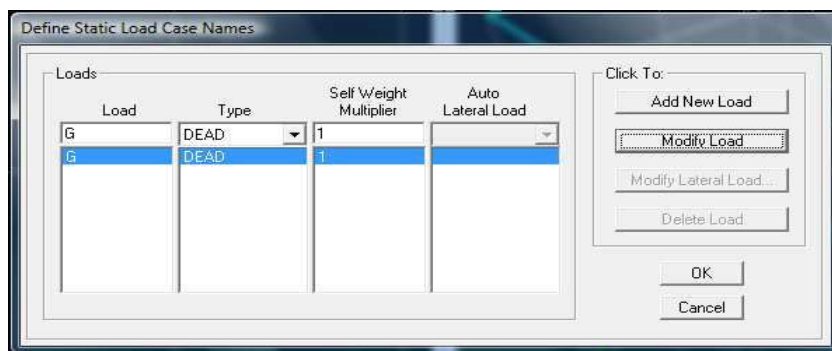 Define Static Load Case Names
Loads
Load Type Self Weight Multiplier Auto Lateral Load
G DEAD 1
G DEAD 1
Click To:
Add New Load
Modify Load
Modify Lateral Load...
Delete Load
OK
Cancel